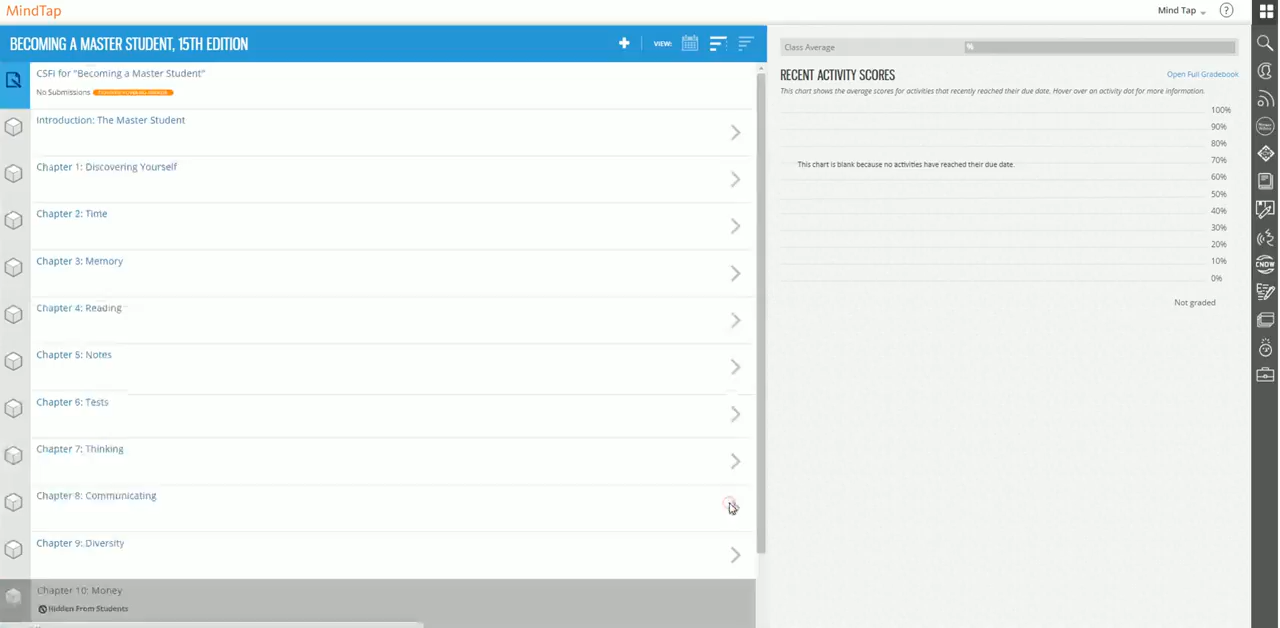 MindTap
Mind Tap
BECOMING A MASTER STUDENT, 15TH EDITION
VIEW:
CSFI for "Becoming a Master Student"
No Submissions
Introduction: The Master Student
Chapter 1: Discovering Yourself
Chapter 2: Time
Chapter 3: Memory
Chapter 4: Reading
Chapter 5: Notes
Chapter 6: Tests
Chapter 7: Thinking
Chapter 8: Communicating
Chapter 9: Diversity
Chapter 10: Money
Hidden From Students
Class Average %
RECENT ACTIVITY SCORES
Open Full Gradebook
This chart shows the average scores for activities that recently reached their due date. Hover over an activity dot for more information.
100%
90%
80%
This chart is blank because no activities have reached their due date.
70%
60%
50%
40%
30%
20%
10%
0%
Not graded
CNOW